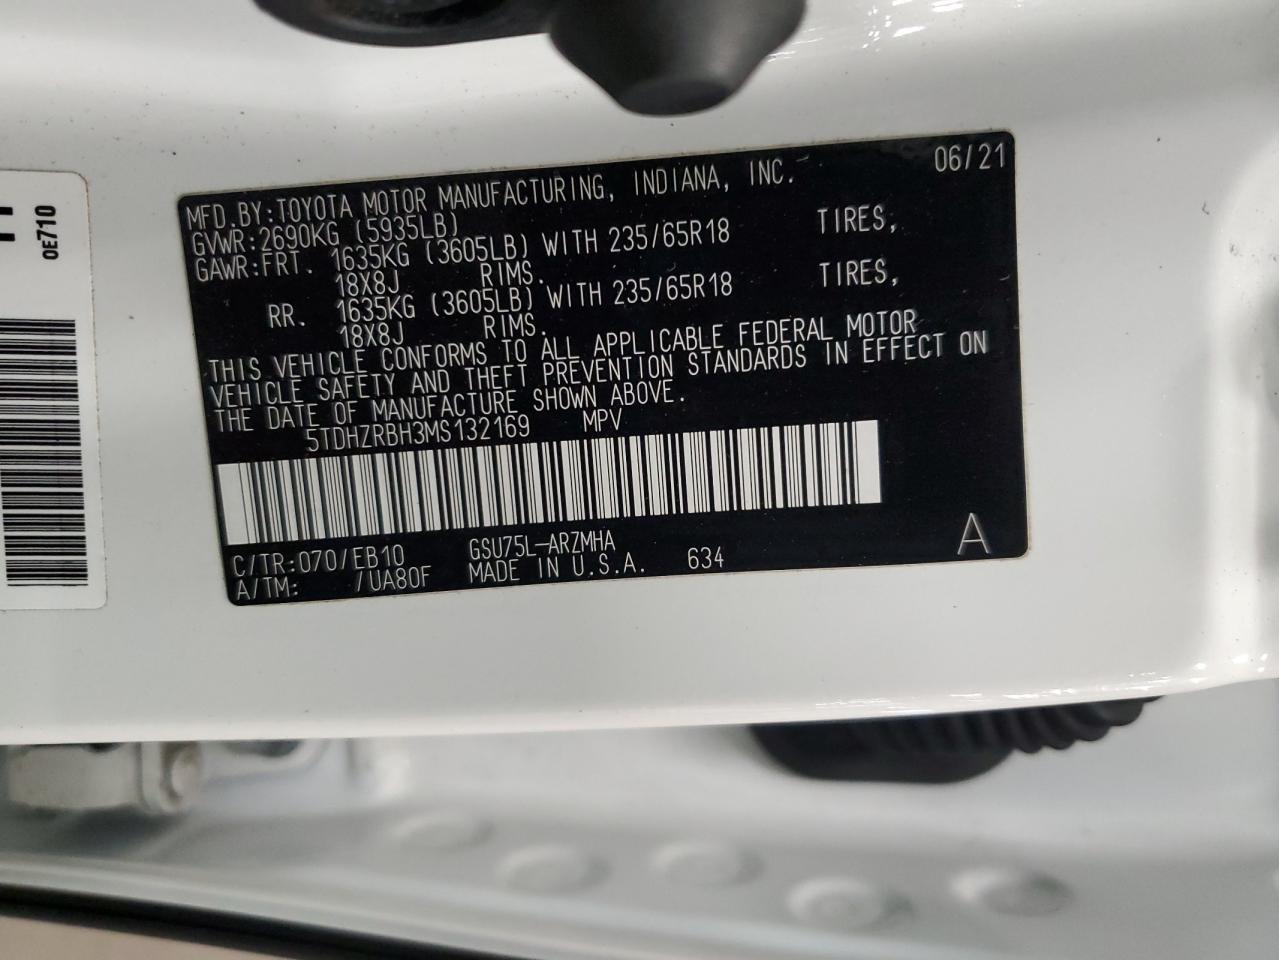 MFD.BY:TOYOTA MOTOR MANUFACTURING, INDIANA, INC. 06/21
GVWR:2690KG (5935LB)
GAWR:FRT. 1635KG (3605LB) WITH 235/65R18 TIRES,
18X8J RIMS.
RR. 1635KG (3605LB) WITH 235/65R18 TIRES,
18X8J RIMS.
THIS VEHICLE CONFORMS TO ALL APPLICABLE FEDERAL MOTOR
VEHICLE SAFETY AND THEFT PREVENTION STANDARDS IN EFFECT ON
THE DATE OF MANUFACTURE SHOWN ABOVE.
5TDHZRBH3MS132169 MPV
C/TR:070/EB10 GSU75L-ARZMHA
A/TM: /UA80F MADE IN U.S.A. 634
A
0E710